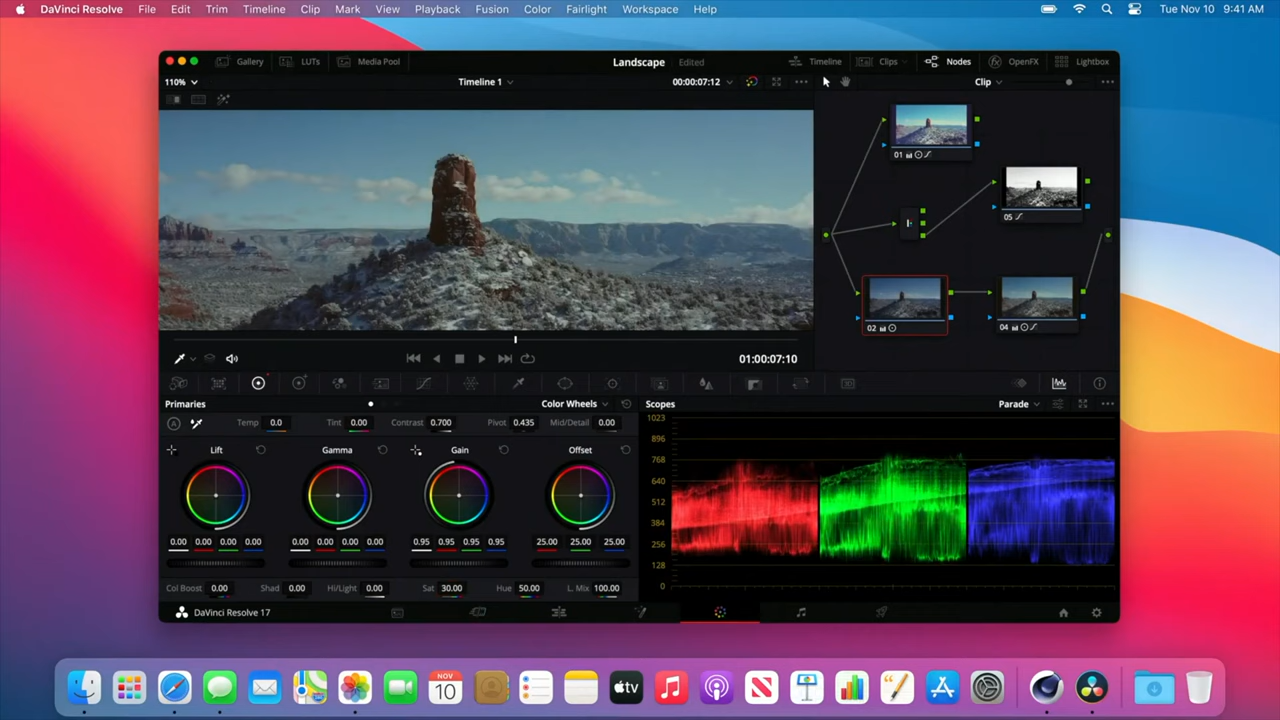 DaVinci Resolve File Edit Trim Timeline Clip Mark View Playback Fusion Color Fairlight Workspace Help Tue Nov 10 9:41 AM
Gallery LUTs Media Pool Landscape Edited Timeline Clips Nodes OpenFX Lightbox
110% Timeline 1 00:00:07:12 Clip
01
05
02 04
01:00:07:10
Primaries Color Wheels Scopes Parade
Temp 0.0 Tint 0.00 Contrast 0.700 Pivot 0.435 Mid/Detail 0.00
Lift Gamma Gain Offset
0.00 0.00 0.00 0.00 0.00 0.00 0.00 0.00 0.95 0.95 0.95 0.95 25.00 25.00 25.00
Col Boost 0.00 Shad 0.00 Hi/Light 0.00 Sat 30.00 Hue 50.00 L. Mix 100.00
1023
896
768
640
512
384
256
128
0
DaVinci Resolve 17
NOV
10
tv